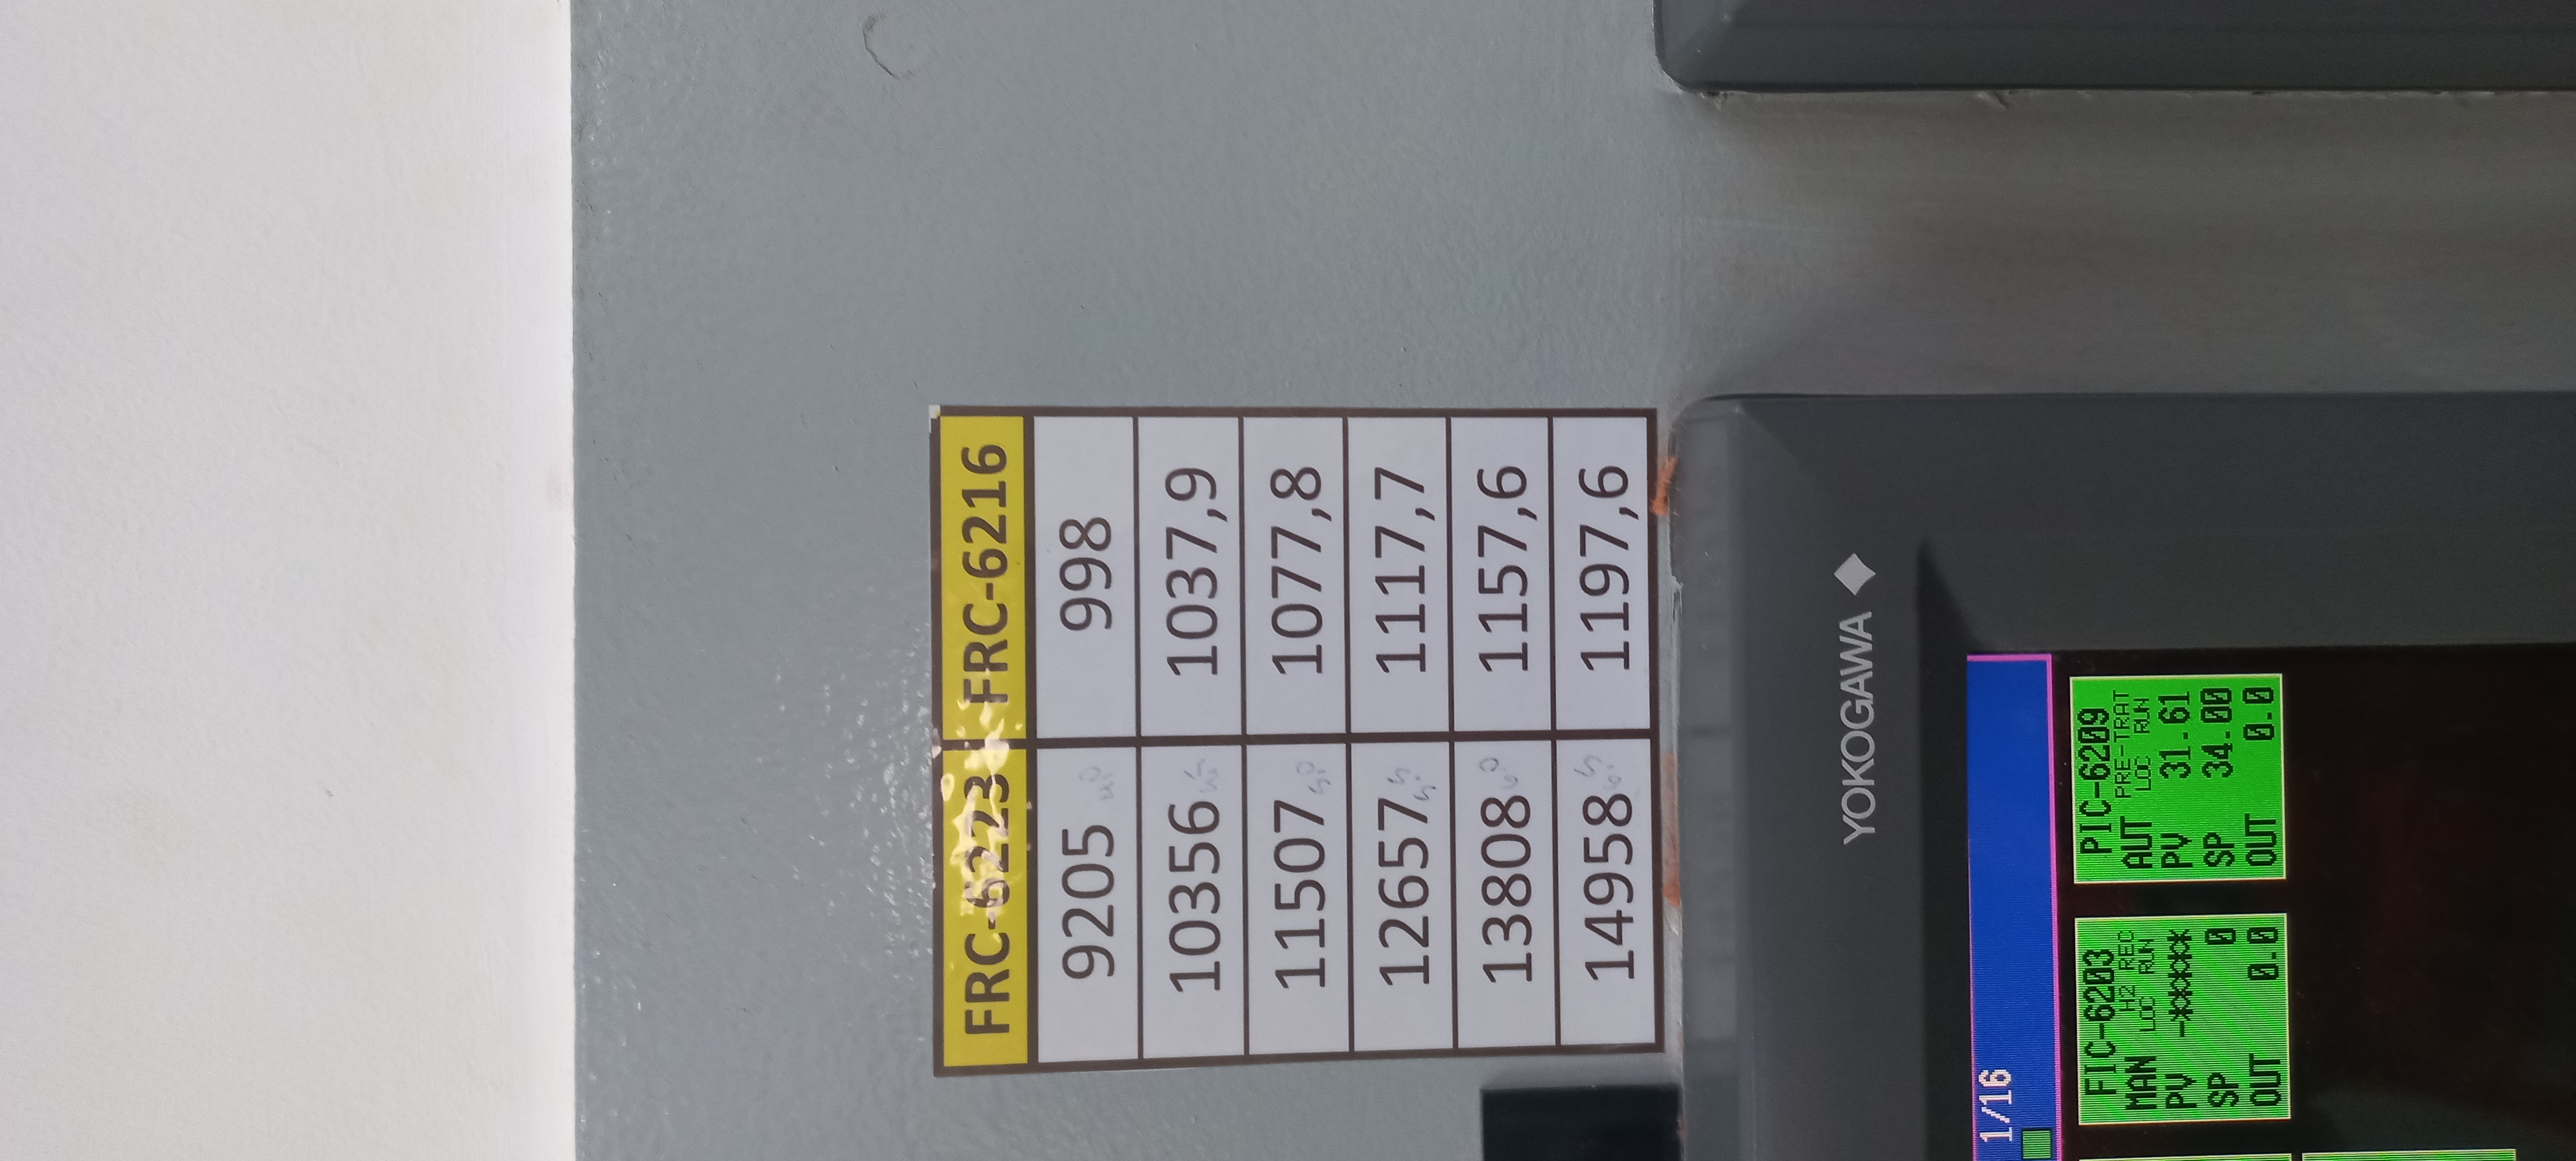 FRC-6223 FRC-6216
9205 4,0 998
10356 4,5 1037,9
11507 5,0 1077,8
12657 5.5 1117,7
13808 6.0 1157,6
14958 6.5 1197,6
YOKOGAWA
1/16
FIC-6203
H2 REC
MAN LOC RUN
PV -*****
SP 0
OUT 0.0
PIC-6209
PRE-TRAT
AUT LOC RUN
PV 31.61
SP 34.00
OUT 0.0